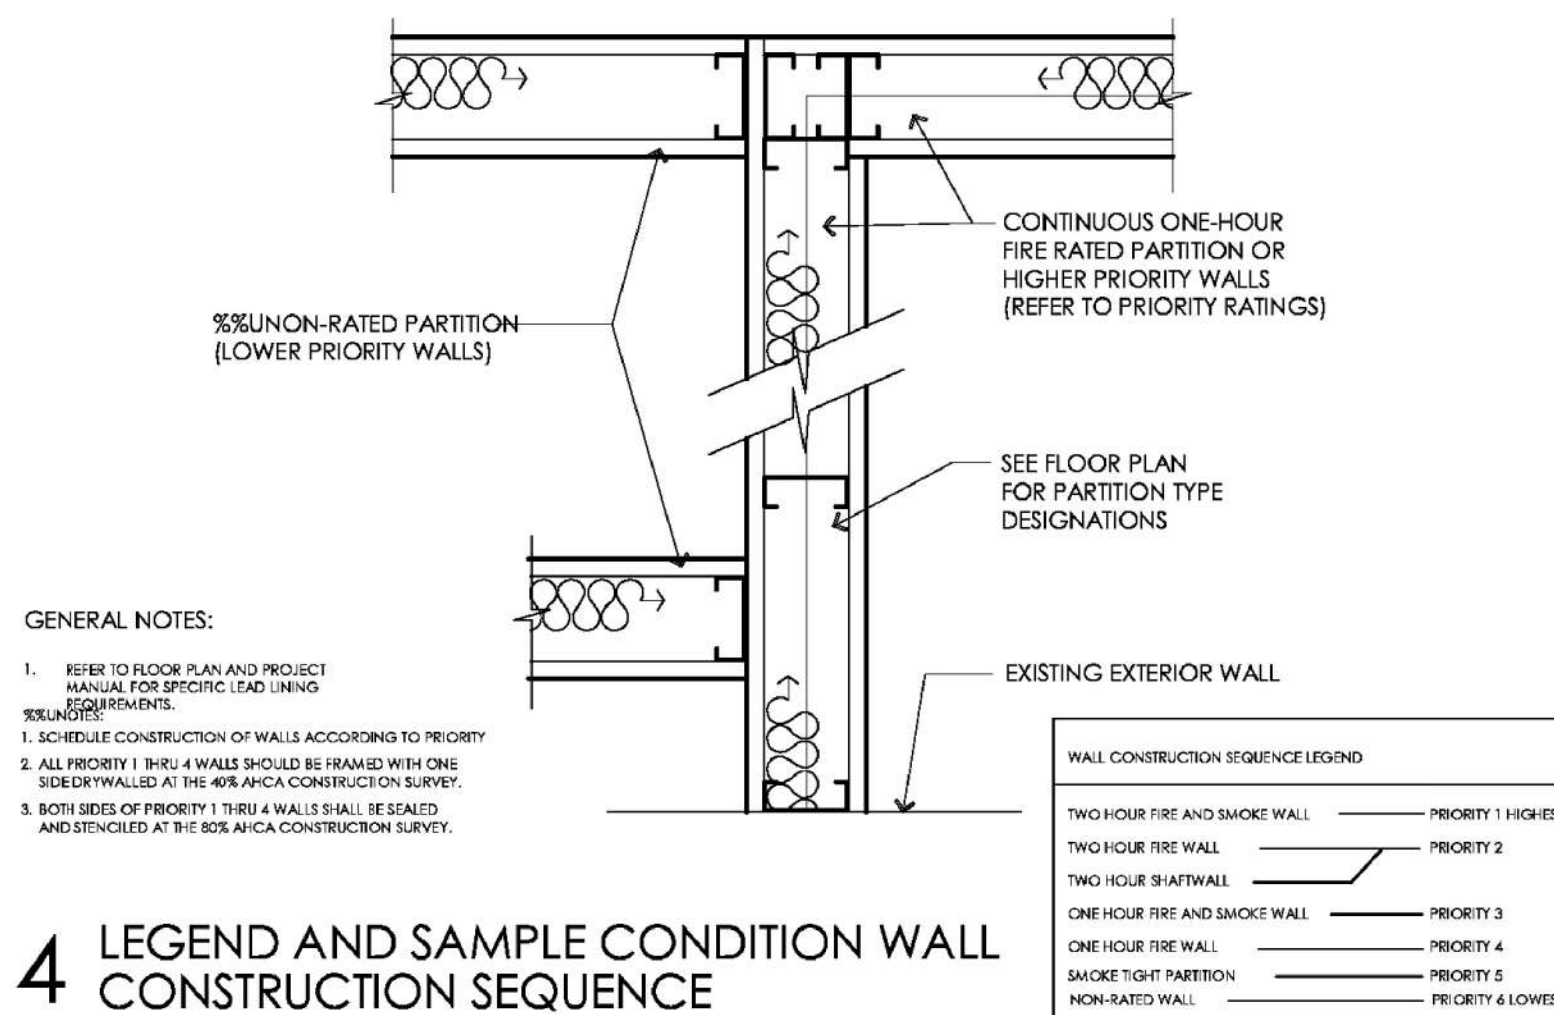 CONTINUOUS ONE-HOUR
FIRE RATED PARTITION OR
HIGHER PRIORITY WALLS
(REFER TO PRIORITY RATINGS)
%%UNON-RATED PARTITION
(LOWER PRIORITY WALLS)
SEE FLOOR PLAN
FOR PARTITION TYPE
DESIGNATIONS
EXISTING EXTERIOR WALL
GENERAL NOTES:
1. REFER TO FLOOR PLAN AND PROJECT
MANUAL FOR SPECIFIC LEAD LINING
REQUIREMENTS.
%%UNOTES:
1. SCHEDULE CONSTRUCTION OF WALLS ACCORDING TO PRIORITY
2. ALL PRIORITY 1 THRU 4 WALLS SHOULD BE FRAMED WITH ONE
SIDE DRYWALLED AT THE 40% AHCA CONSTRUCTION SURVEY.
3. BOTH SIDES OF PRIORITY 1 THRU 4 WALLS SHALL BE SEALED
AND STENCILED AT THE 80% AHCA CONSTRUCTION SURVEY.
WALL CONSTRUCTION SEQUENCE LEGEND
TWO HOUR FIRE AND SMOKE WALL PRIORITY 1 HIGHES
TWO HOUR FIRE WALL PRIORITY 2
TWO HOUR SHAFTWALL
ONE HOUR FIRE AND SMOKE WALL PRIORITY 3
ONE HOUR FIRE WALL PRIORITY 4
SMOKE TIGHT PARTITION PRIORITY 5
NON-RATED WALL PRIORITY 6 LOWES
4 LEGEND AND SAMPLE CONDITION WALL
CONSTRUCTION SEQUENCE